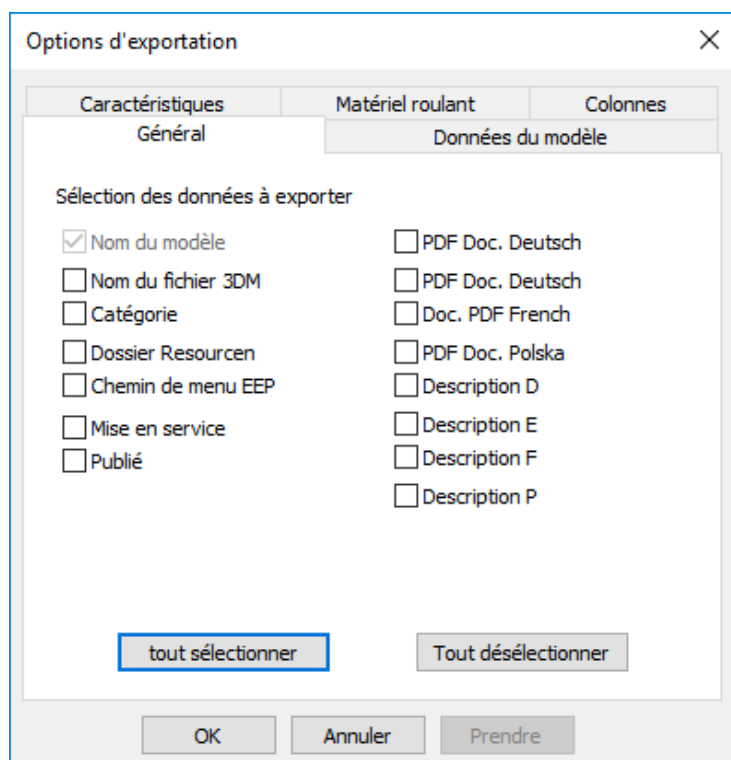 Options d'exportation
Caractéristiques
Matériel roulant
Colonnes
Général
Données du modèle
Sélection des données à exporter
Nom du modèle
Nom du fichier 3DM
Catégorie
Dossier Resourcen
Chemin de menu EEP
Mise en service
Publié
PDF Doc. Deutsch
PDF Doc. Deutsch
Doc. PDF French
PDF Doc. Polska
Description D
Description E
Description F
Description P
tout sélectionner
Tout désélectionner
OK
Annuler
Prendre